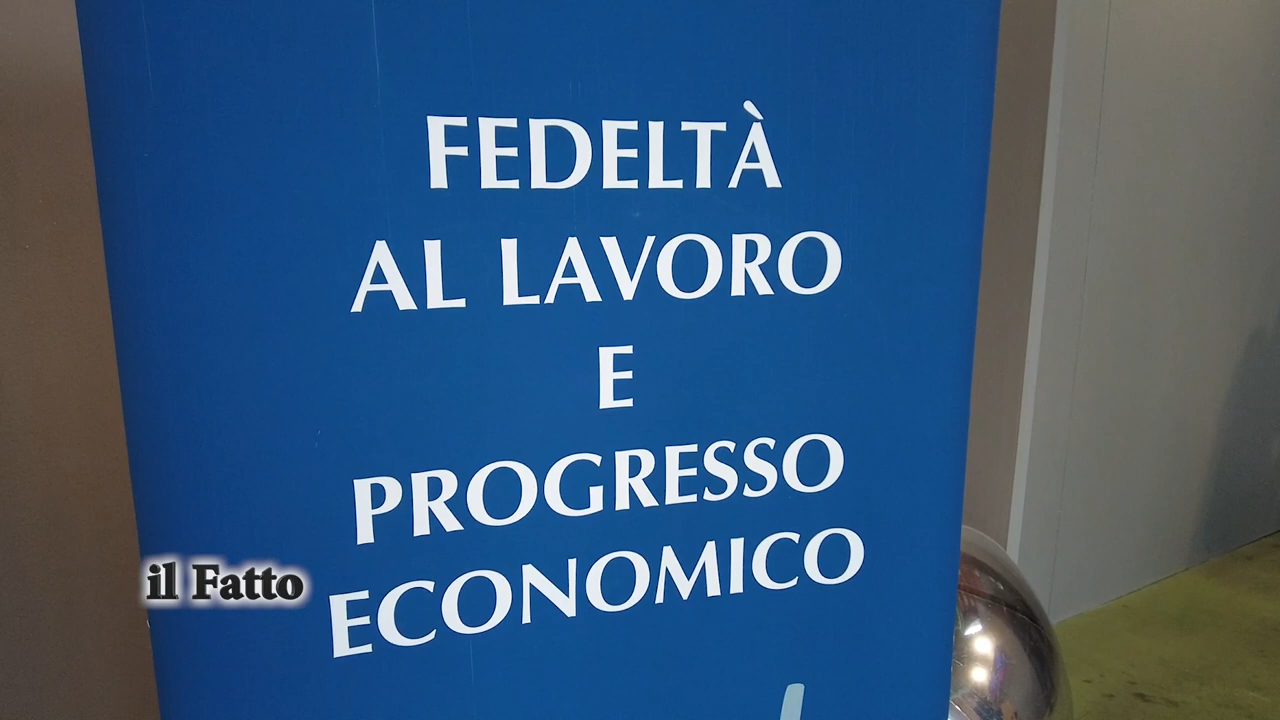 FEDELTÀ
AL LAVORO
E
PROGRESSO
ECONOMICO
il Fatto